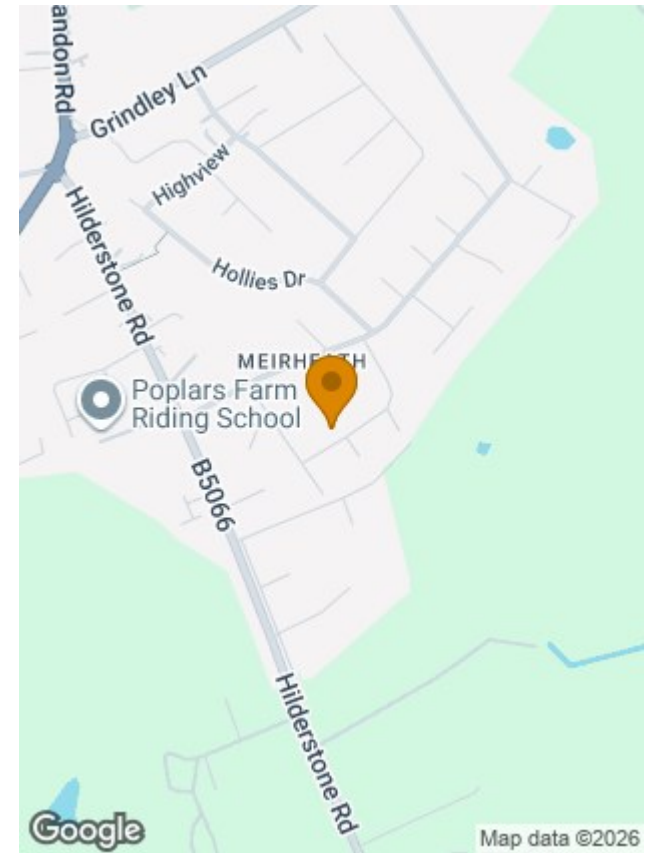 andon Rd
Grindley Ln
Highview
Hilderstone Rd
Hollies Dr
MEIRHEATH
Poplars Farm
Riding School
B5066
Hilderstone Rd
Google
Map data ©2026